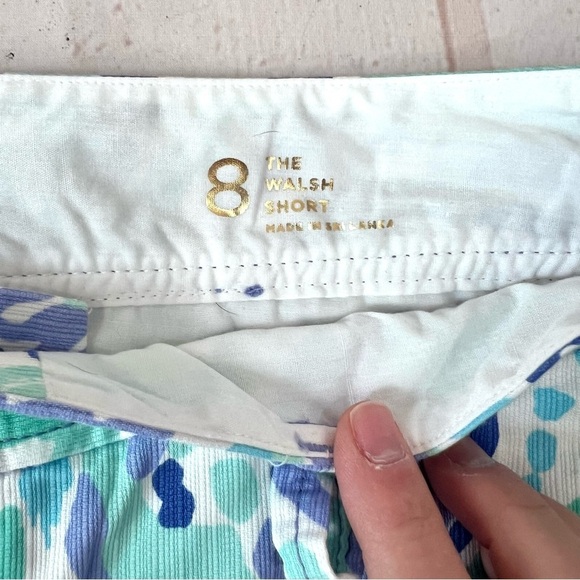 8
THE
WALSH
SHORT
MADE IN SRI LANKA